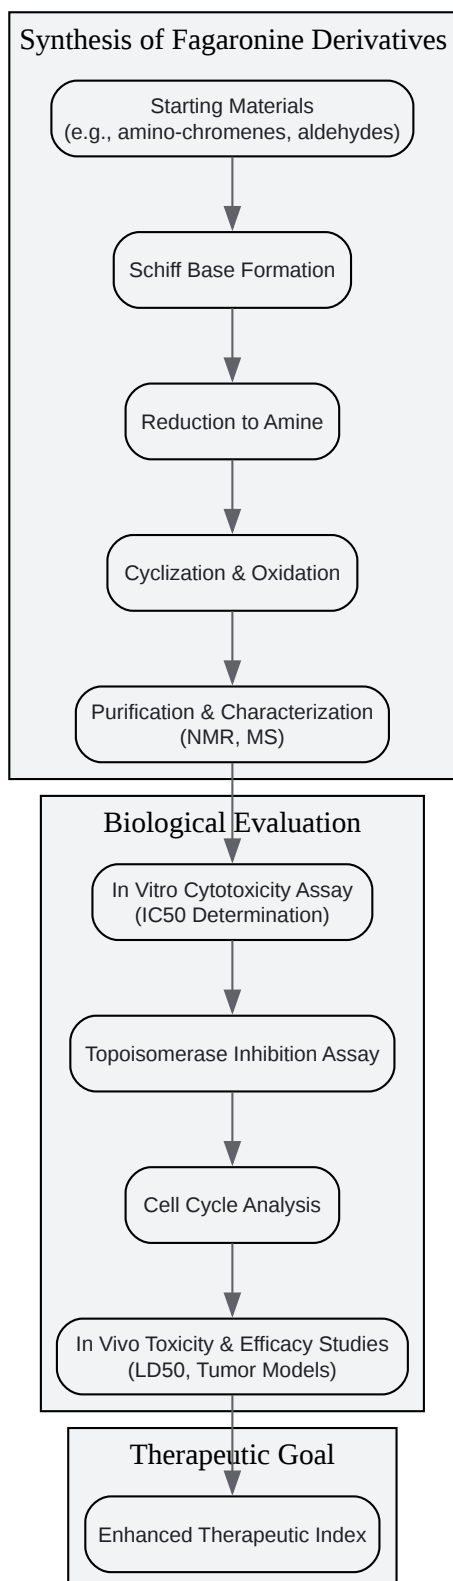 Synthesis of Fagaronine Derivatives
Starting Materials
(e.g., amino-chromenes, aldehydes)
Schiff Base Formation
Reduction to Amine
Cyclization & Oxidation
Purification & Characterization
(NMR, MS)
Biological Evaluation
In Vitro Cytotoxicity Assay
(IC50 Determination)
Topoisomerase Inhibition Assay
Cell Cycle Analysis
In Vivo Toxicity & Efficacy Studies
(LD50, Tumor Models)
Therapeutic Goal
Enhanced Therapeutic Index